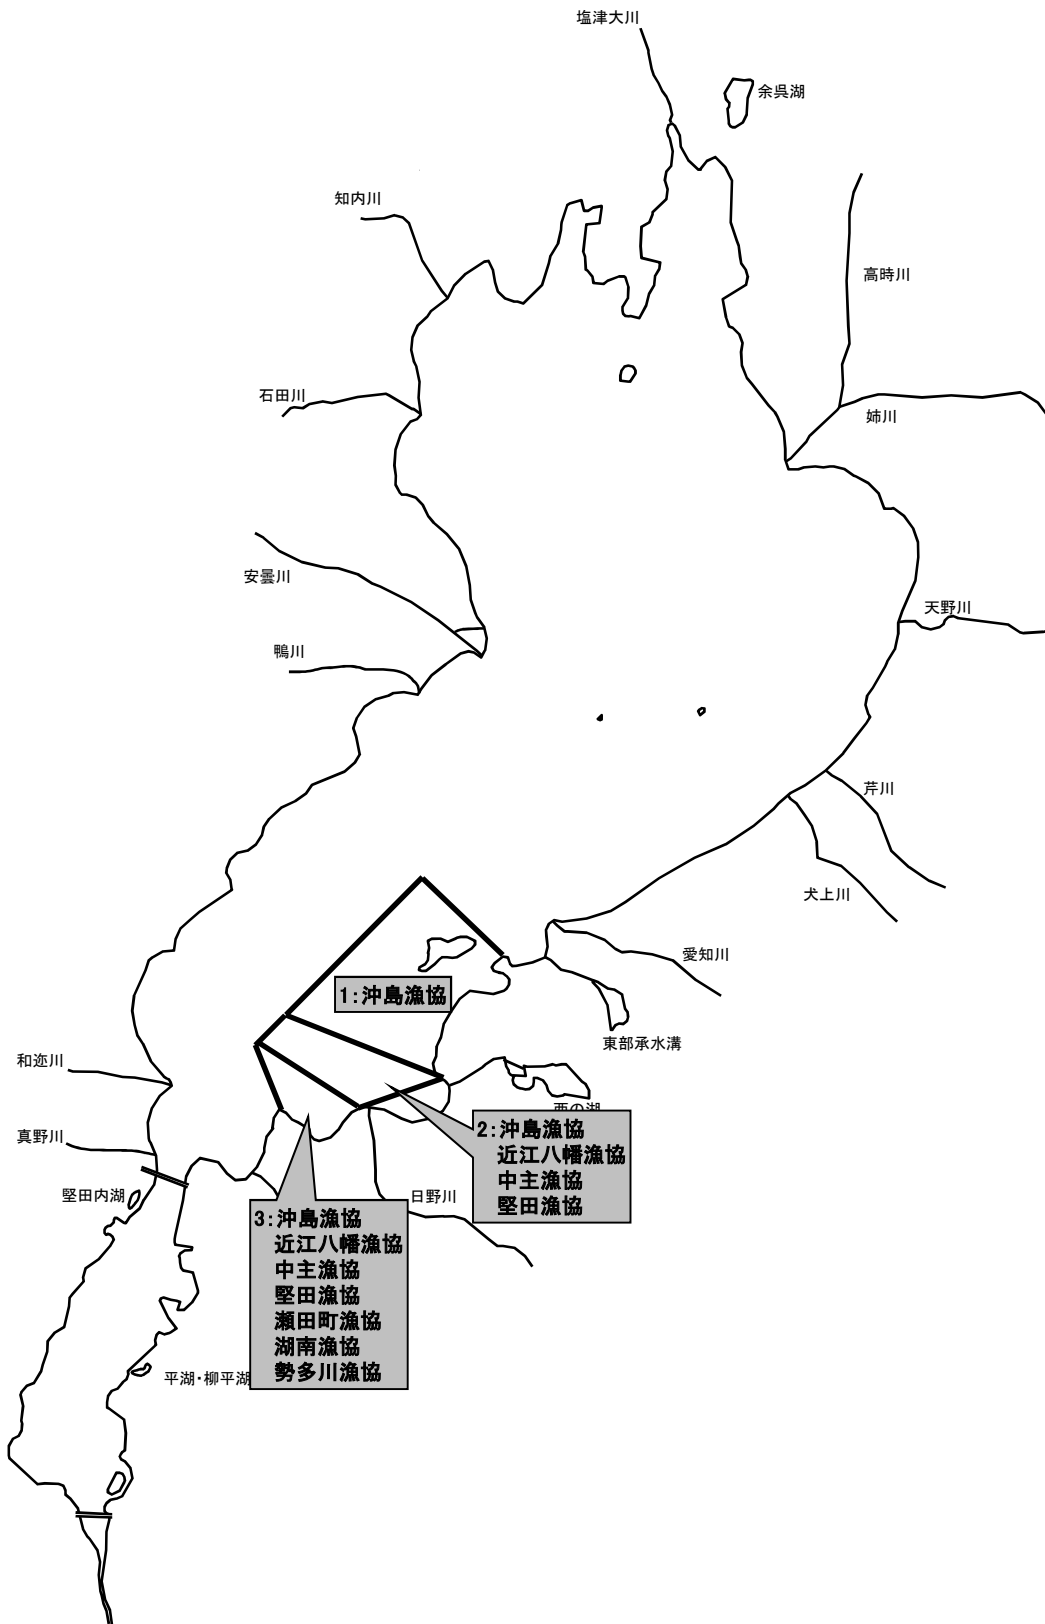 塩津大川
余呉湖
知内川
高時川
石田川
姉川
安曇川
天野川
鴨川
芹川
犬上川
愛知川
1:沖島漁協
東部承水溝
和迩川
西の湖
2:沖島漁協
近江八幡漁協
中主漁協
堅田漁協
真野川
堅田内湖
日野川
3:沖島漁協
近江八幡漁協
中主漁協
堅田漁協
瀬田町漁協
湖南漁協
勢多川漁協
平湖・柳平湖